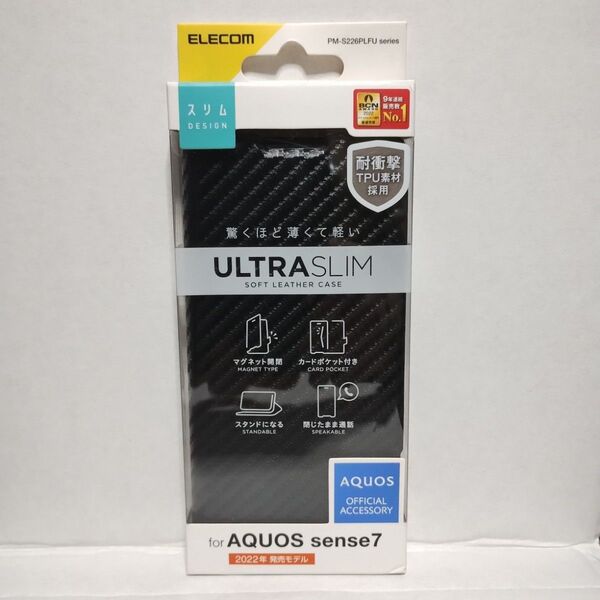 ELECOM
PM-S226PLFU series
スリム
DESIGN
BCN
AWARD
2022
9年連続
販売数
No.1
耐衝撃
TPU素材
採用
驚くほど薄くて軽い
ULTRASLIM
SOFT LEATHER CASE
マグネット開閉
MAGNET TYPE
カードポケット付き
CARD POCKET
スタンドになる
STANDABLE
閉じたまま通話
SPEAKABLE
AQUOS
OFFICIAL
ACCESSORY
for AQUOS sense7
2022年 発売モデル